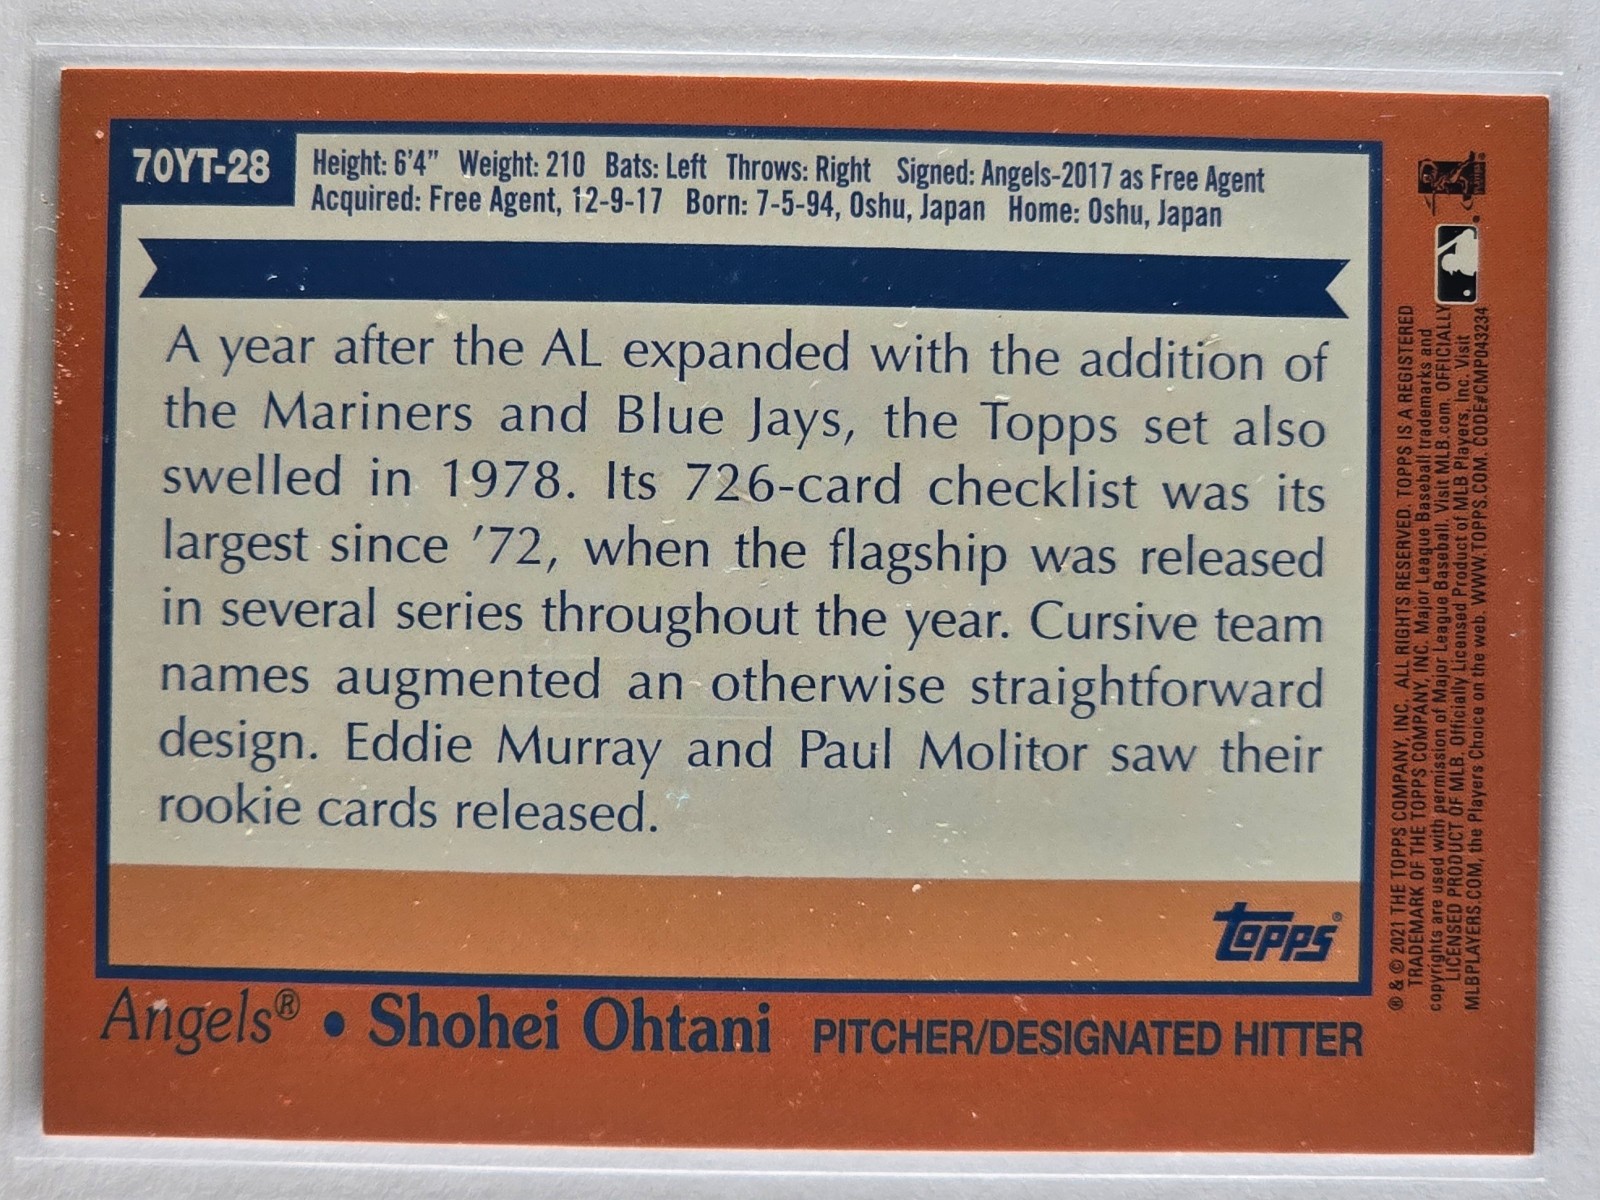 70YT-28
Height: 6'4" Weight: 210 Bats: Left Throws: Right Signed: Angels-2017 as Free Agent
Acquired: Free Agent, 12-9-17 Born: 7-5-94, Oshu, Japan Home: Oshu, Japan
A year after the AL expanded with the addition of
the Mariners and Blue Jays, the Topps set also
swelled in 1978. Its 726-card checklist was its
largest since '72, when the flagship was released
in several series throughout the year. Cursive team
names augmented an otherwise straightforward
design. Eddie Murray and Paul Molitor saw their
rookie cards released.
Topps®
Angels® • Shohei Ohtani PITCHER/DESIGNATED HITTER
® & © 2021 THE TOPPS COMPANY, INC. ALL RIGHTS RESERVED. TOPPS IS A REGISTERED
TRADEMARK OF THE TOPPS COMPANY, INC. Major League Baseball trademarks and
copyrights are used with permission of Major League Baseball. Visit MLB.com. OFFICIALLY
LICENSED PRODUCT OF MLB. Officially Licensed Product of MLB Players, Inc. Visit
MLBPLAYERS.COM, the Players Choice on the web. WWW.TOPPS.COM. CODE#CMP043234